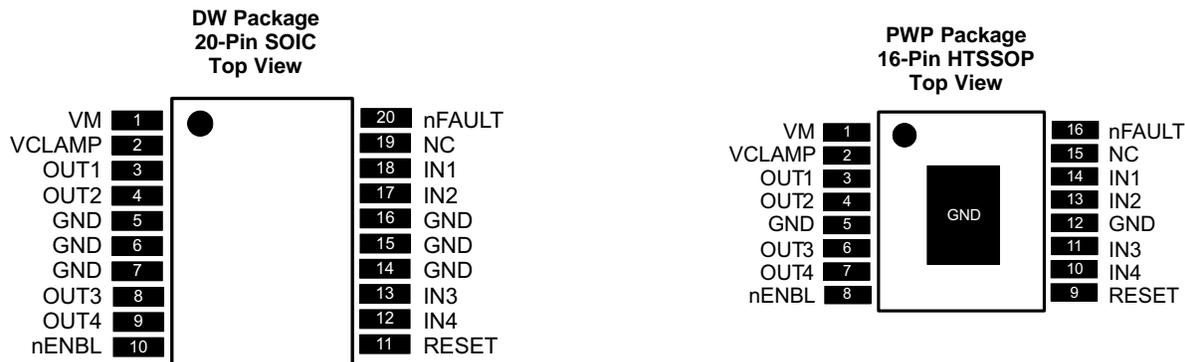 DW Package
20-Pin SOIC
Top View
VM 1
VCLAMP 2
OUT1 3
OUT2 4
GND 5
GND 6
GND 7
OUT3 8
OUT4 9
nENBL 10
20 nFAULT
19 NC
18 IN1
17 IN2
16 GND
15 GND
14 GND
13 IN3
12 IN4
11 RESET
PWP Package
16-Pin HTSSOP
Top View
VM 1
VCLAMP 2
OUT1 3
OUT2 4
GND 5
OUT3 6
OUT4 7
nENBL 8
GND
16 nFAULT
15 NC
14 IN1
13 IN2
12 GND
11 IN3
10 IN4
9 RESET